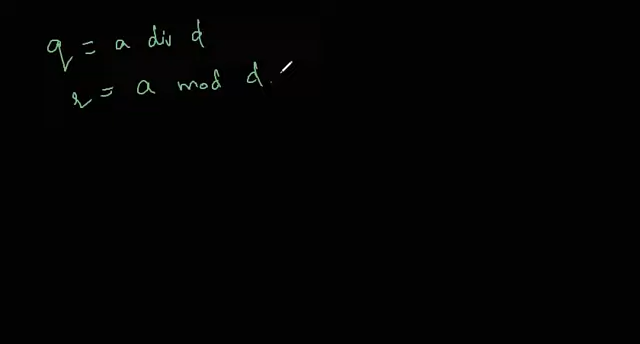 q = a div d
r = a mod d.